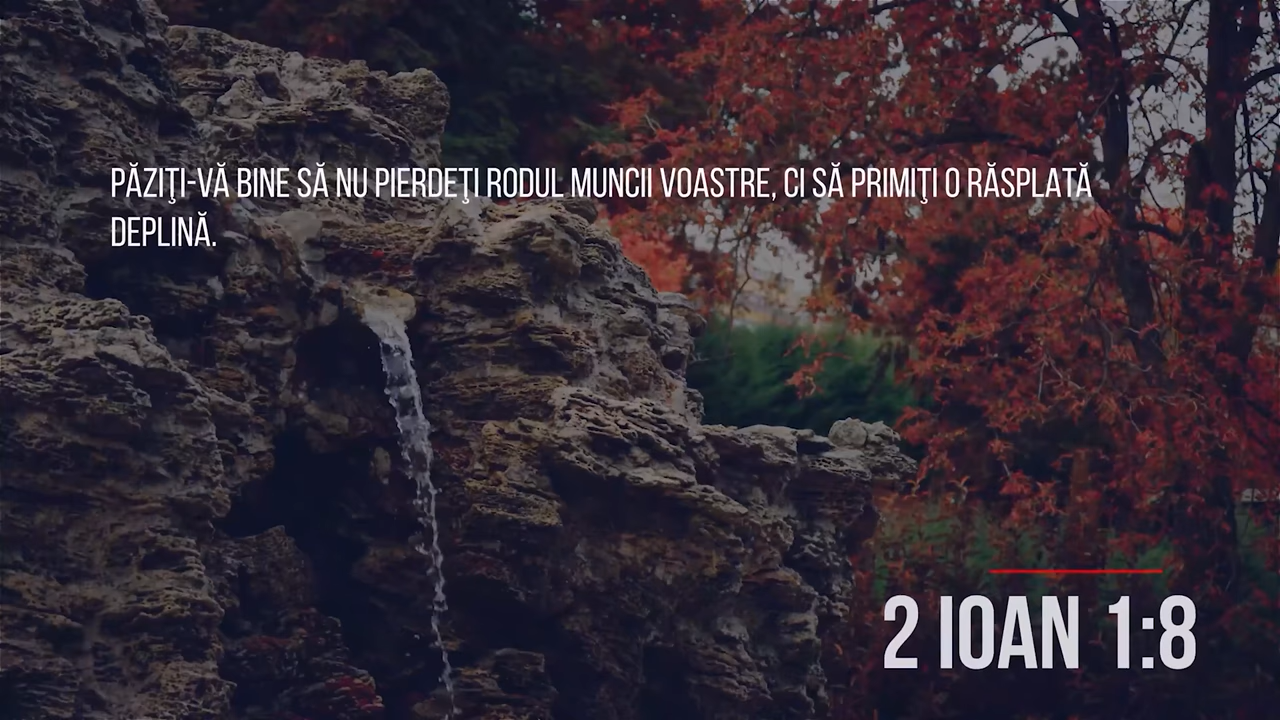 PĂZIŢI-VĂ BINE SĂ NU PIERDEŢI RODUL MUNCII VOASTRE, CI SĂ PRIMIŢI O RĂSPLATĂ
DEPLINĂ.
2 IOAN 1:8